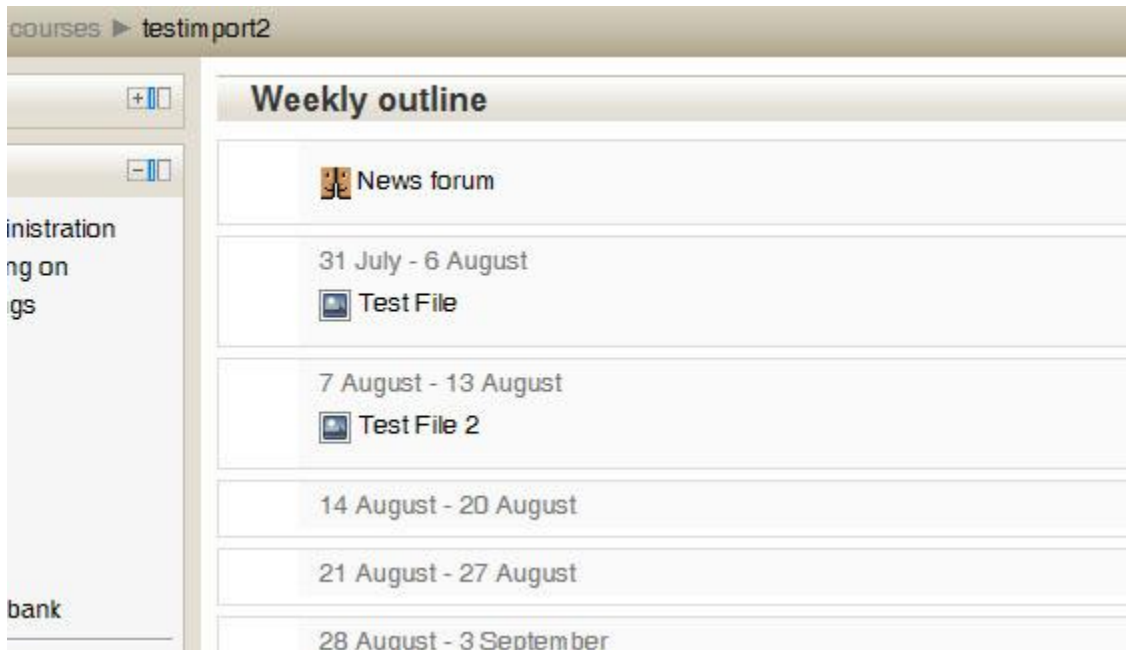 courses ► testimport2
Weekly outline
News forum
inistration
ng on
gs
bank
31 July - 6 August
Test File
7 August - 13 August
Test File 2
14 August - 20 August
21 August - 27 August
28 August - 3 September